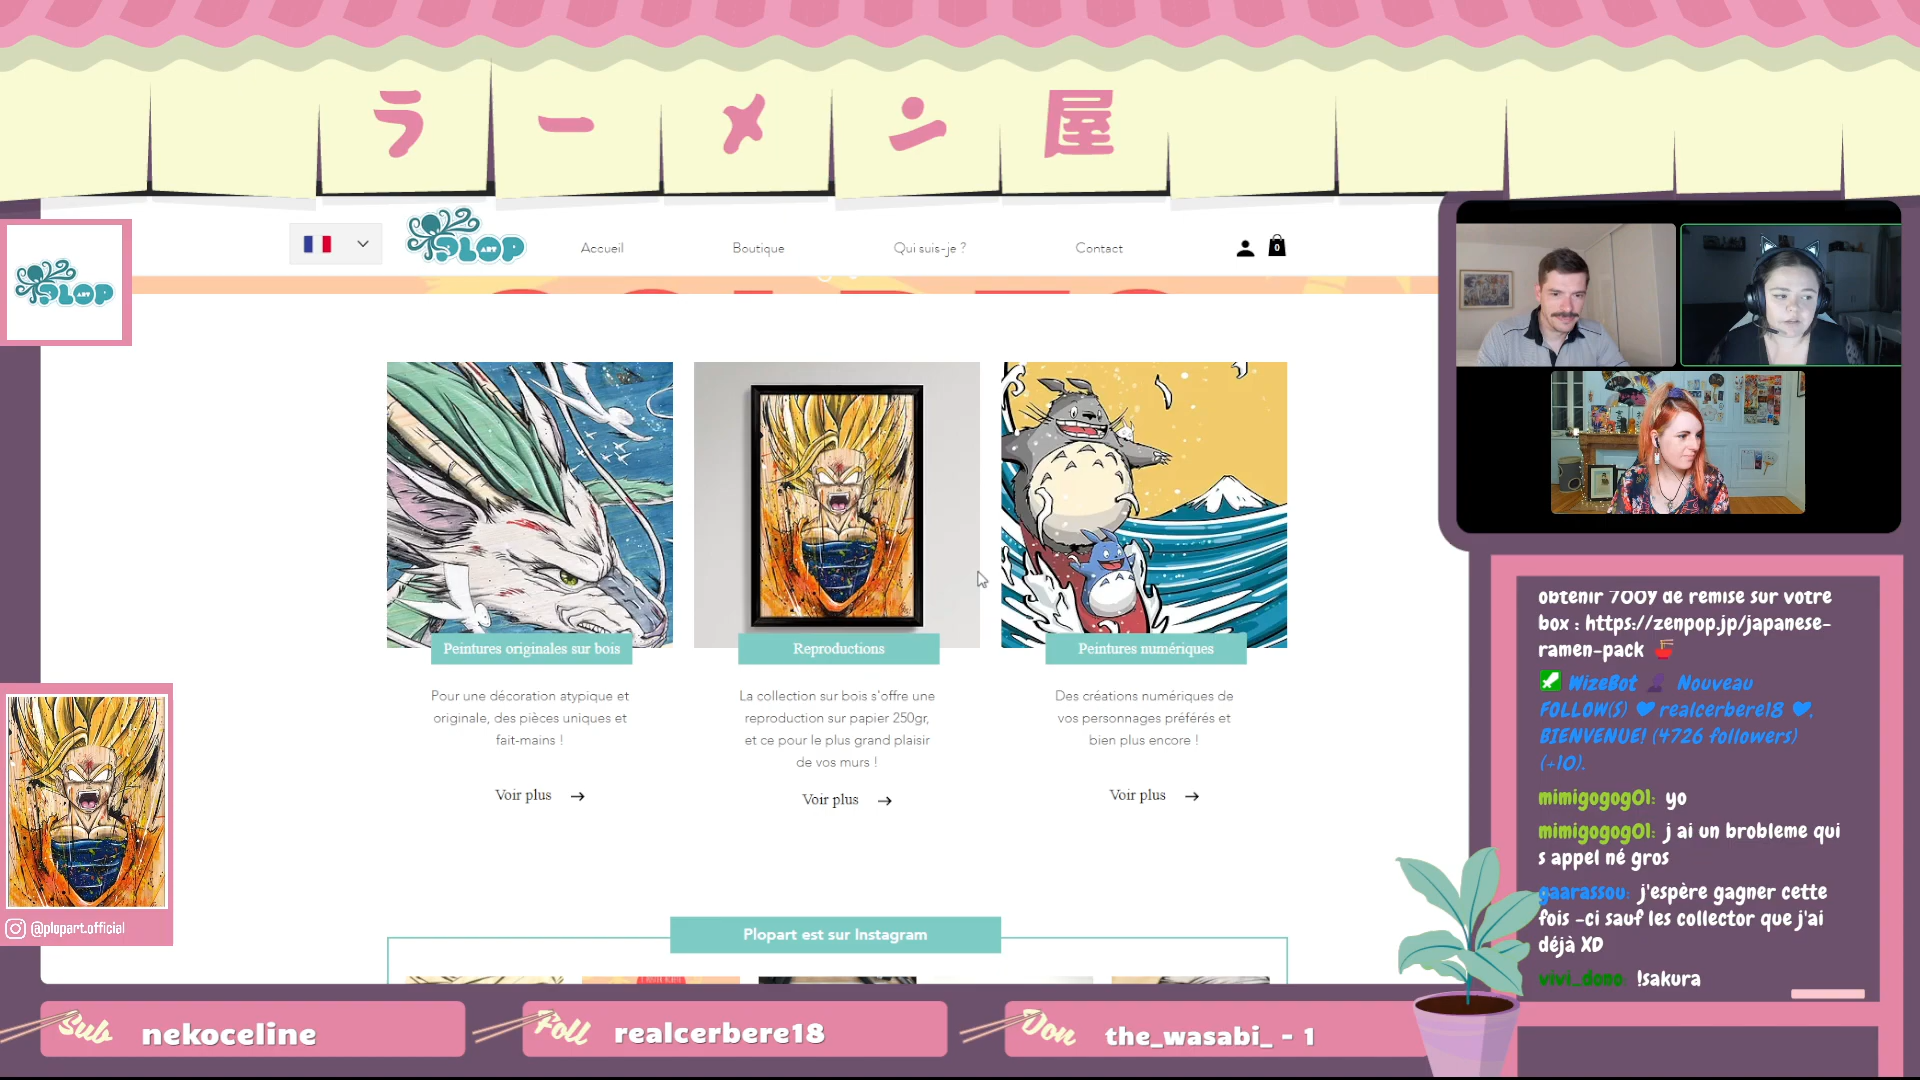 ラーメン屋
PLOP ART
Accueil
Boutique
Qui suis-je ?
Contact
0
PLOP ART
Peintures originales sur bois
Pour une décoration atypique et
originale, des pièces uniques et
fait-mains !
Voir plus
Reproductions
La collection sur bois s'offre une
reproduction sur papier 250gr,
et ce pour le plus grand plaisir
de vos murs !
Voir plus
Peintures numériques
Des créations numériques de
vos personnages préférés et
bien plus encore !
Voir plus
Plopart est sur Instagram
@plopart.official
obtenir 700Y de remise sur votre
box : https://zenpop.jp/japanese-
ramen-pack
WizeBot Nouveau
FOLLOW(S) realcerbere18 ,
BIENVENUE! (4726 followers)
(+10).
mimigogog01: yo
mimigogog01: j ai un brobleme qui
s appel né gros
gaarassou: j'espère gagner cette
fois -ci sauf les collector que j'ai
déjà XD
vivi_dono: !sakura
Sub nekoceline
Foll realcerbere18
Don the_wasabi_ - 1